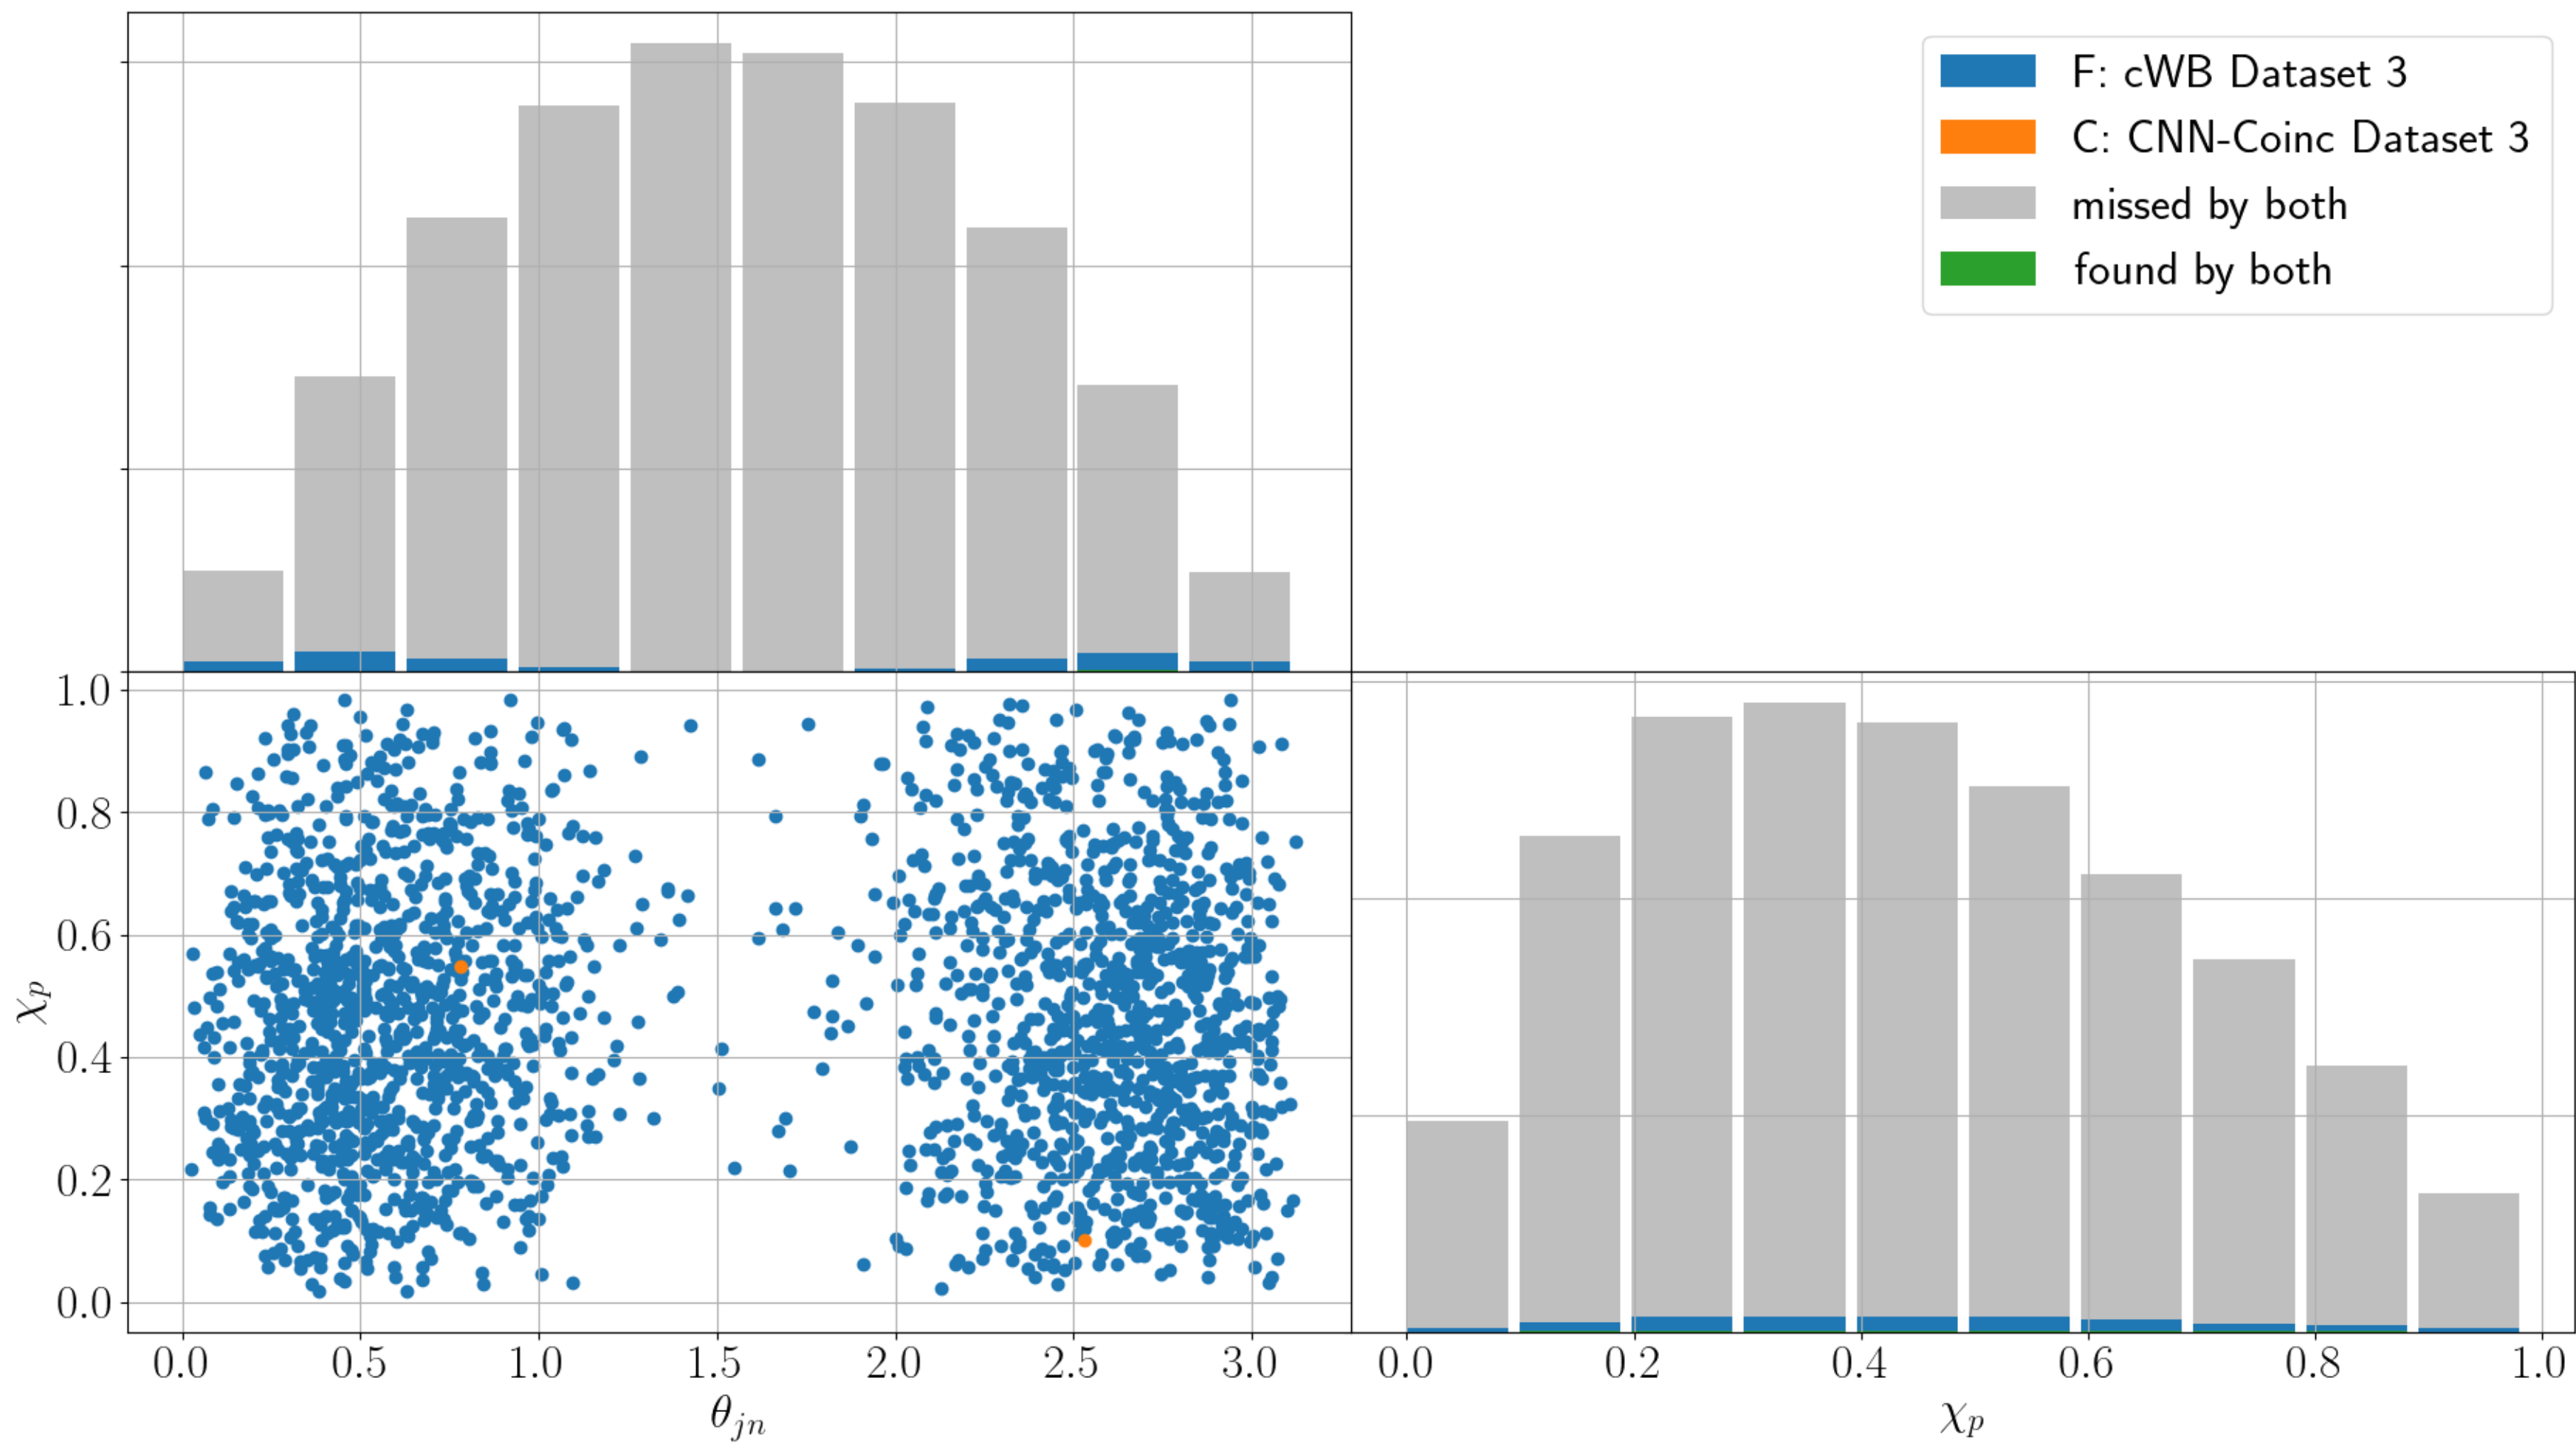 F: cWB Dataset 3
C: CNN-Coinc Dataset 3
missed by both
found by both
1.0
0.8
0.6
0.4
0.2
0.0
χp
0.0 0.5 1.0 1.5 2.0 2.5 3.0
θjn
0.0 0.2 0.4 0.6 0.8 1.0
χp